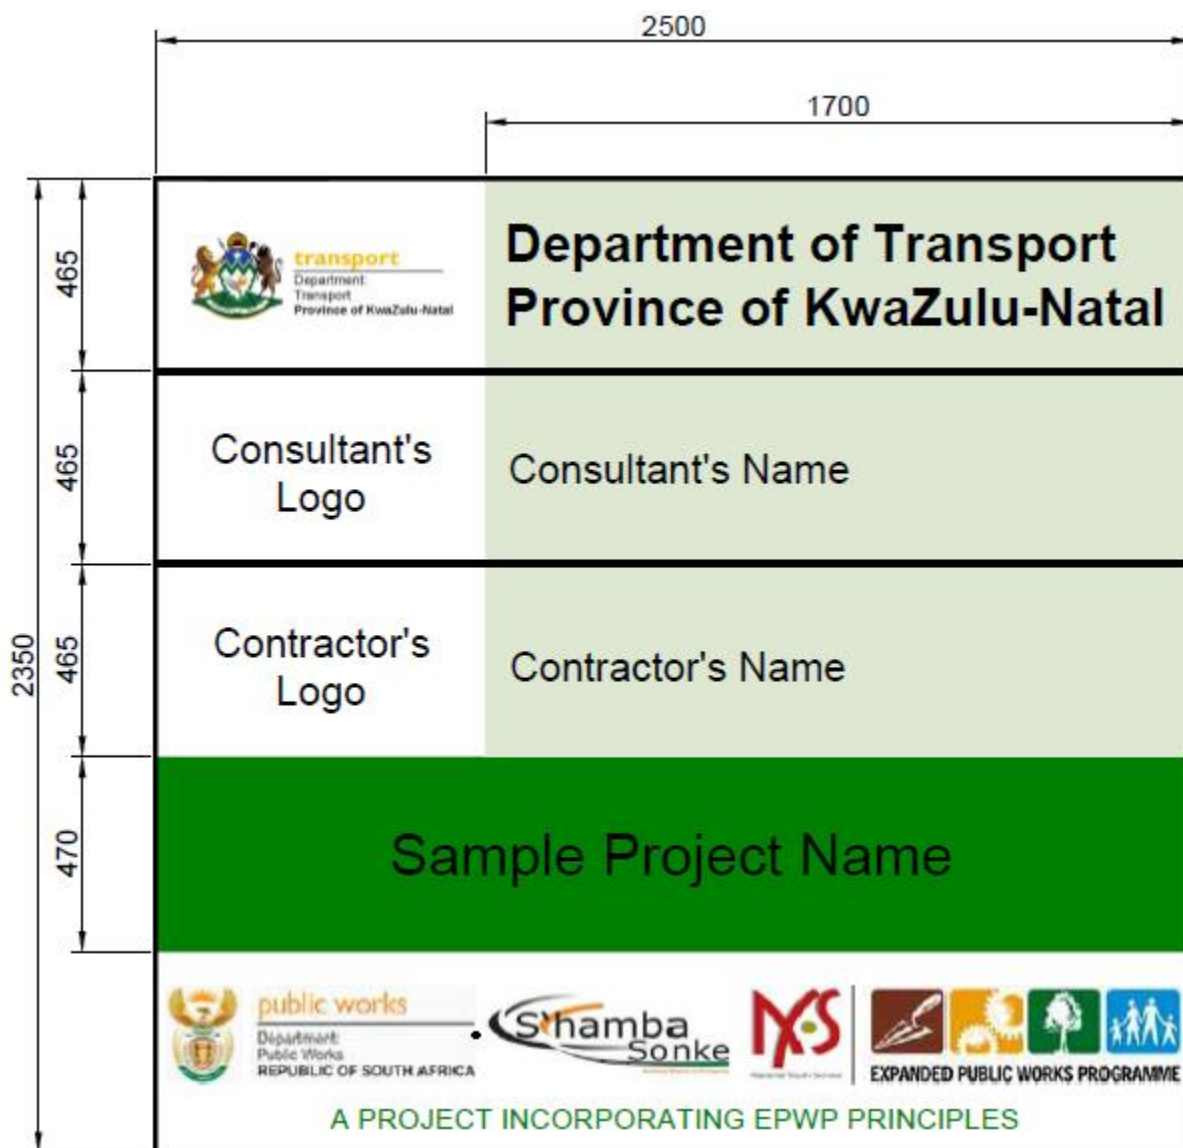 2500
1700
465
transport
Department:
Transport
Province of KwaZulu-Natal
Department of Transport
Province of KwaZulu-Natal
465
Consultant's
Logo
Consultant's Name
2350
465
Contractor's
Logo
Contractor's Name
470
Sample Project Name
public works
Department:
Public Works
REPUBLIC OF SOUTH AFRICA
S'hamba
Sonke
NYS
EXPANDED PUBLIC WORKS PROGRAMME
A PROJECT INCORPORATING EPWP PRINCIPLES